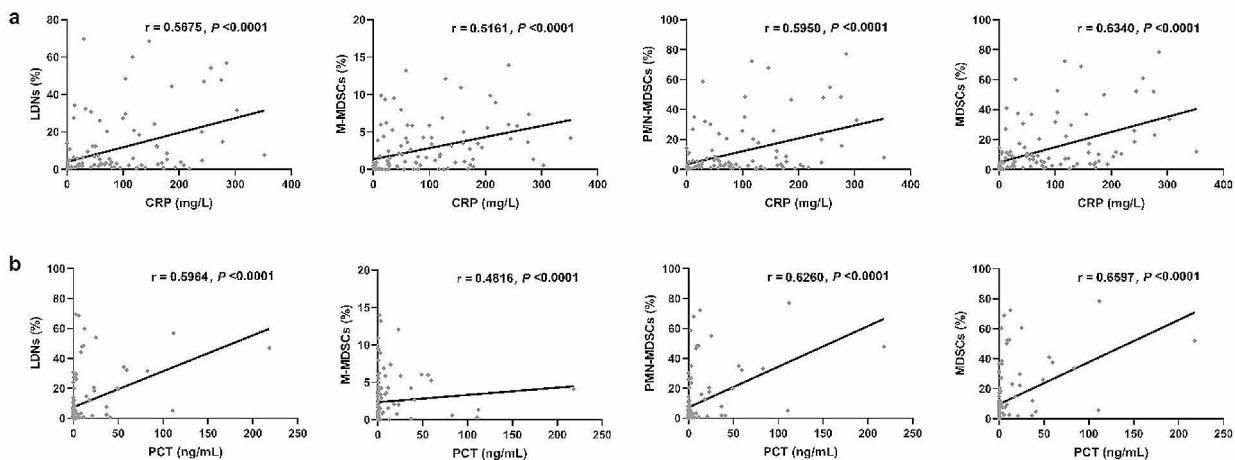 a
r = 0.5675, P <0.0001
LDNs (%)
80
60
40
20
0
0 100 200 300 400
CRP (mg/L)
r = 0.5161, P <0.0001
M-MDSCs (%)
20
15
10
5
0
0 100 200 300 400
CRP (mg/L)
r = 0.5950, P <0.0001
PMN-MDSCs (%)
100
80
60
40
20
0
0 100 200 300 400
CRP (mg/L)
r = 0.6340, P <0.0001
MDSCs (%)
100
80
60
40
20
0
0 100 200 300 400
CRP (mg/L)
b
r = 0.5964, P <0.0001
LDNs (%)
100
80
60
40
20
0
0 50 100 150 200 250
PCT (ng/mL)
r = 0.4816, P <0.0001
M-MDSCs (%)
20
15
10
5
0
0 50 100 150 200 250
PCT (ng/mL)
r = 0.6260, P <0.0001
PMN-MDSCs (%)
100
80
60
40
20
0
0 50 100 150 200 250
PCT (ng/mL)
r = 0.6597, P <0.0001
MDSCs (%)
100
80
60
40
20
0
0 50 100 150 200 250
PCT (ng/mL)